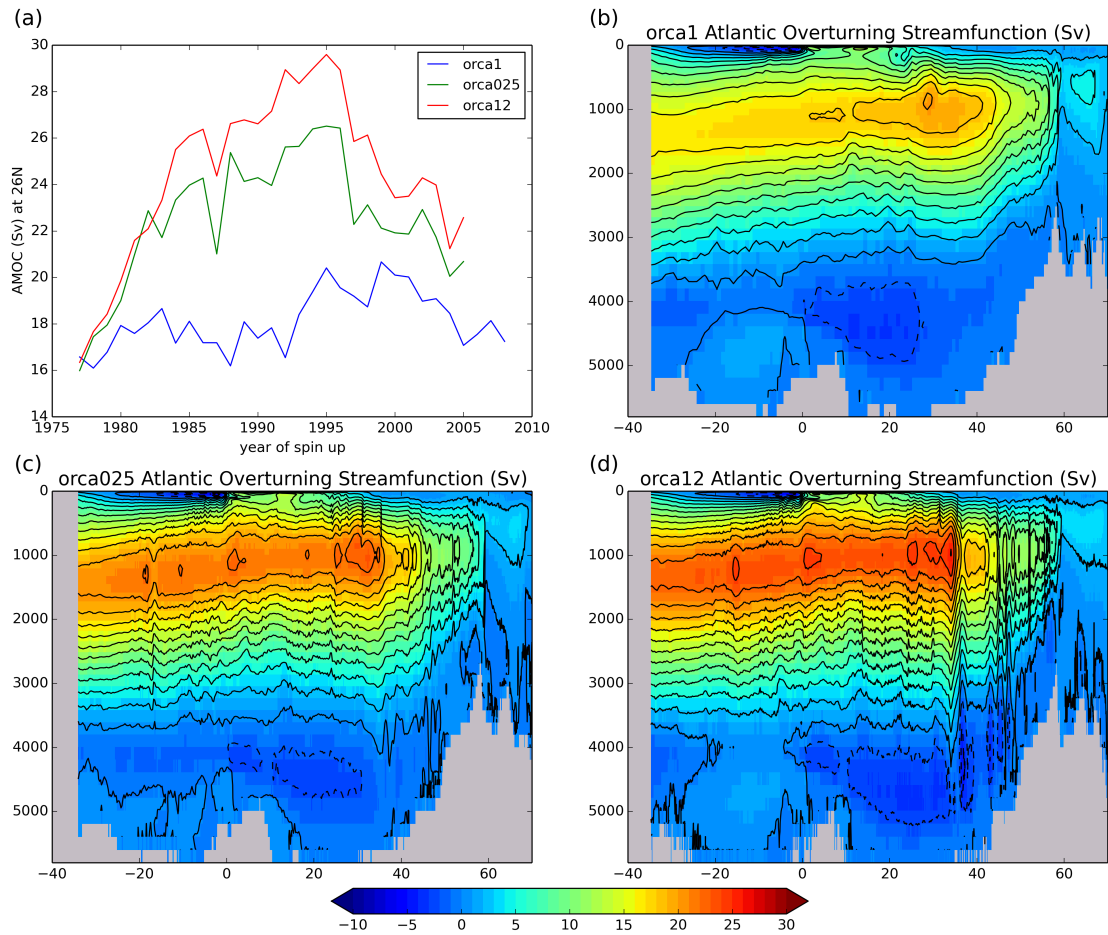 (a)
30
28
26
24
22
20
18
16
14
AMOC (Sv) at 26N
orca1
orca025
orca12
1975 1980 1985 1990 1995 2000 2005 2010
year of spin up
(b)
orca1 Atlantic Overturning Streamfunction (Sv)
0
1000
2000
3000
4000
5000
−40 −20 0 20 40 60
(c)
orca025 Atlantic Overturning Streamfunction (Sv)
0
1000
2000
3000
4000
5000
−40 −20 0 20 40 60
(d)
orca12 Atlantic Overturning Streamfunction (Sv)
0
1000
2000
3000
4000
5000
−40 −20 0 20 40 60
−10 −5 0 5 10 15 20 25 30